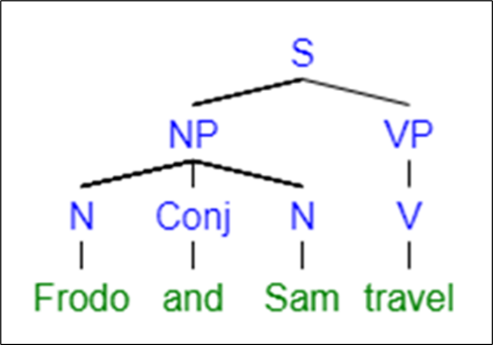 S
NP VP
N Conj N V
Frodo and Sam travel